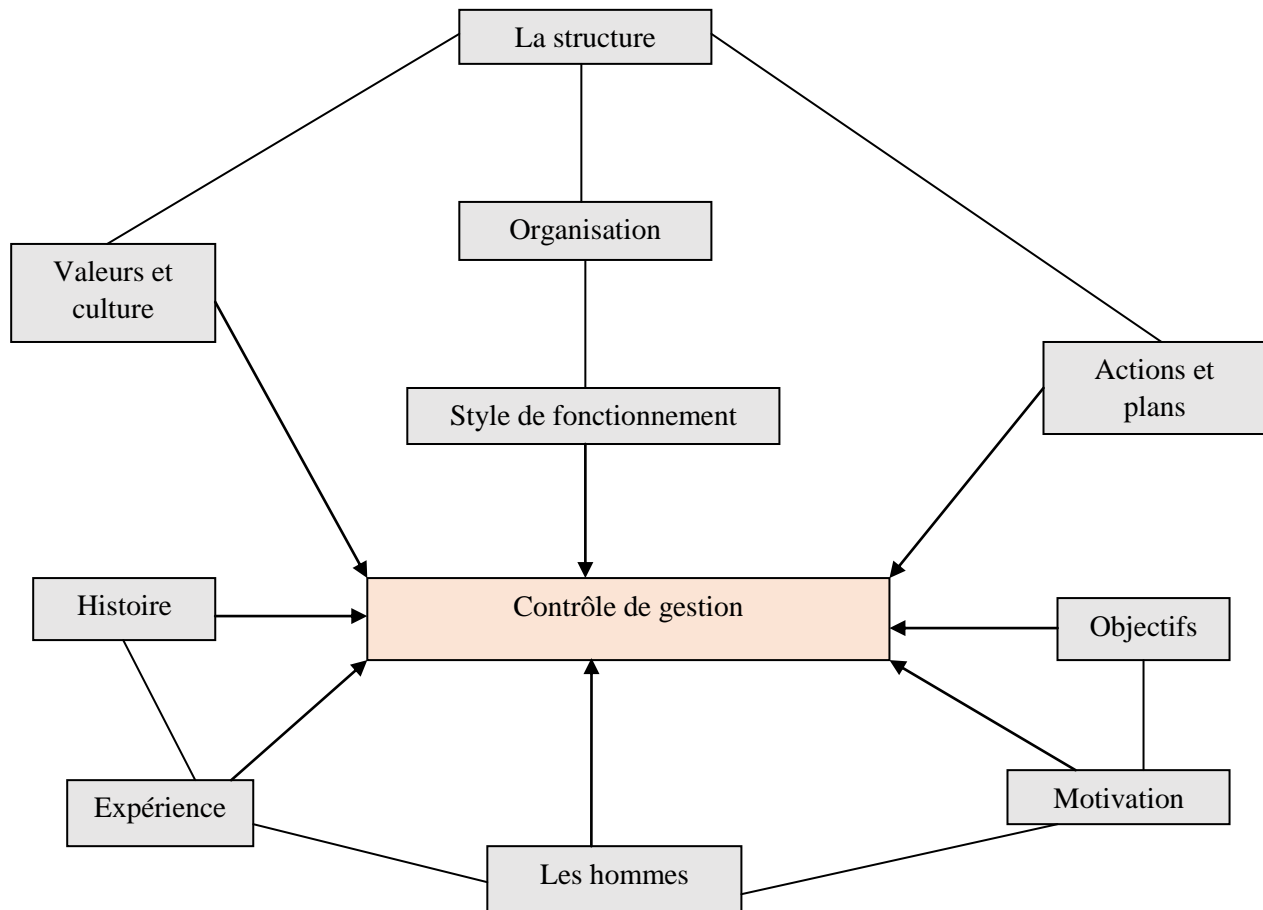 La structure
Organisation
Valeurs et
culture
Actions et
plans
Style de fonctionnement
Contrôle de gestion
Histoire
Objectifs
Expérience
Motivation
Les hommes